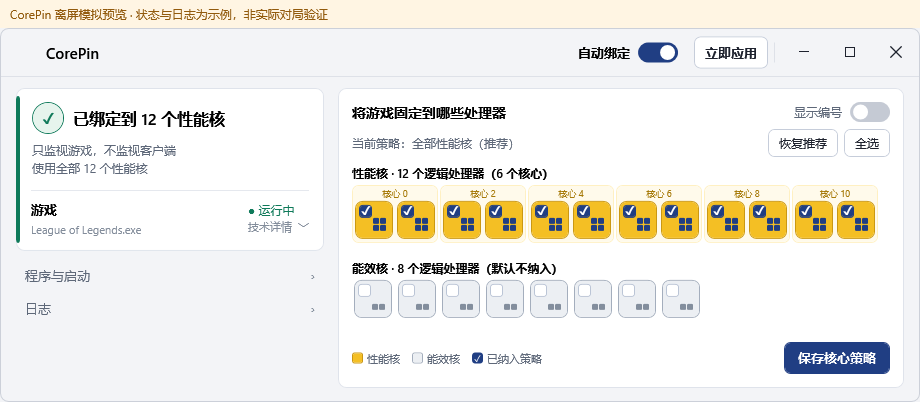 CorePin 离屏模拟预览 · 状态与日志为示例，非实际对局验证
CorePin
自动绑定
立即应用
已绑定到 12 个性能核
只监视游戏，不监视客户端
使用全部 12 个性能核
游戏
运行中
League of Legends.exe
技术详情
程序与启动
日志
将游戏固定到哪些处理器
显示编号
当前策略：全部性能核（推荐）
恢复推荐
全选
性能核 · 12 个逻辑处理器（6 个核心）
核心 0
核心 2
核心 4
核心 6
核心 8
核心 10
能效核 · 8 个逻辑处理器（默认不纳入）
性能核
能效核
已纳入策略
保存核心策略